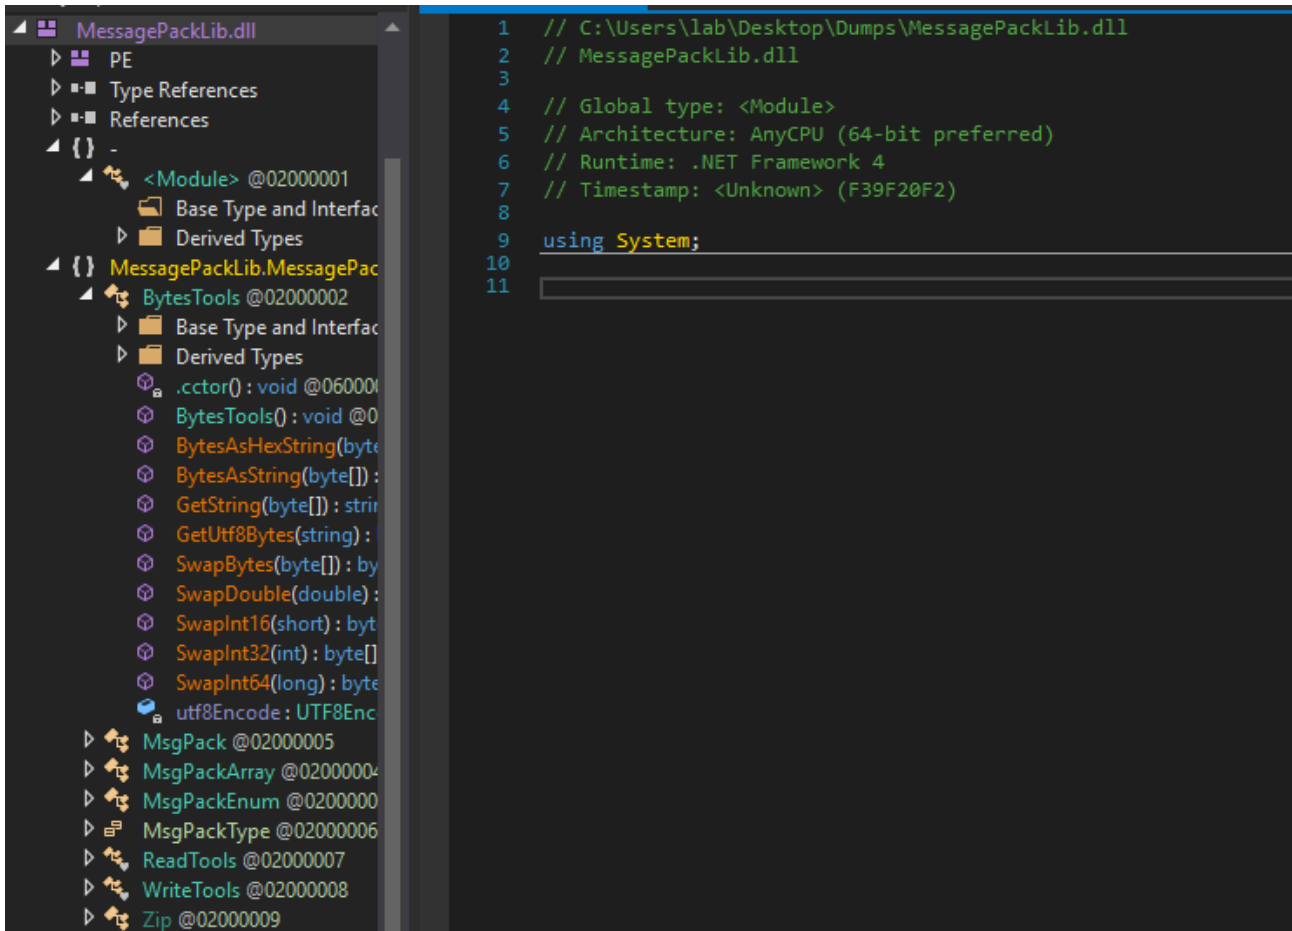 MessagePackLib.dll
PE
Type References
References
{ } -
<Module> @02000001
Base Type and Interfac
Derived Types
{ } MessagePackLib.MessagePac
BytesTools @02000002
Base Type and Interfac
Derived Types
.cctor() : void @060000
BytesTools() : void @0
BytesAsHexString(byte
BytesAsString(byte[]) :
GetString(byte[]) : strin
GetUtf8Bytes(string) :
SwapBytes(byte[]) : by
SwapDouble(double) :
SwapInt16(short) : byt
SwapInt32(int) : byte[]
SwapInt64(long) : byte
utf8Encode : UTF8Enc
MsgPack @02000005
MsgPackArray @02000004
MsgPackEnum @0200000
MsgPackType @02000006
ReadTools @02000007
WriteTools @02000008
Zip @02000009
1 // C:\Users\lab\Desktop\Dumps\MessagePackLib.dll
2 // MessagePackLib.dll
3
4 // Global type: <Module>
5 // Architecture: AnyCPU (64-bit preferred)
6 // Runtime: .NET Framework 4
7 // Timestamp: <Unknown> (F39F20F2)
8
9 using System;
10
11